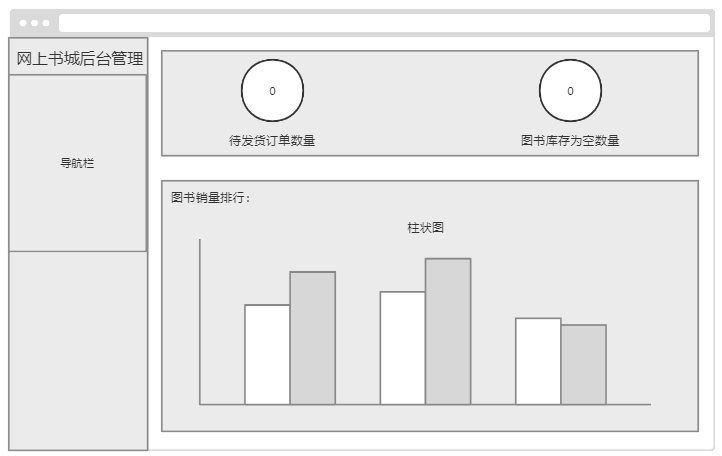 网上书城后台管理
导航栏
0
0
待发货订单数量
图书库存为空数量
图书销量排行：
柱状图